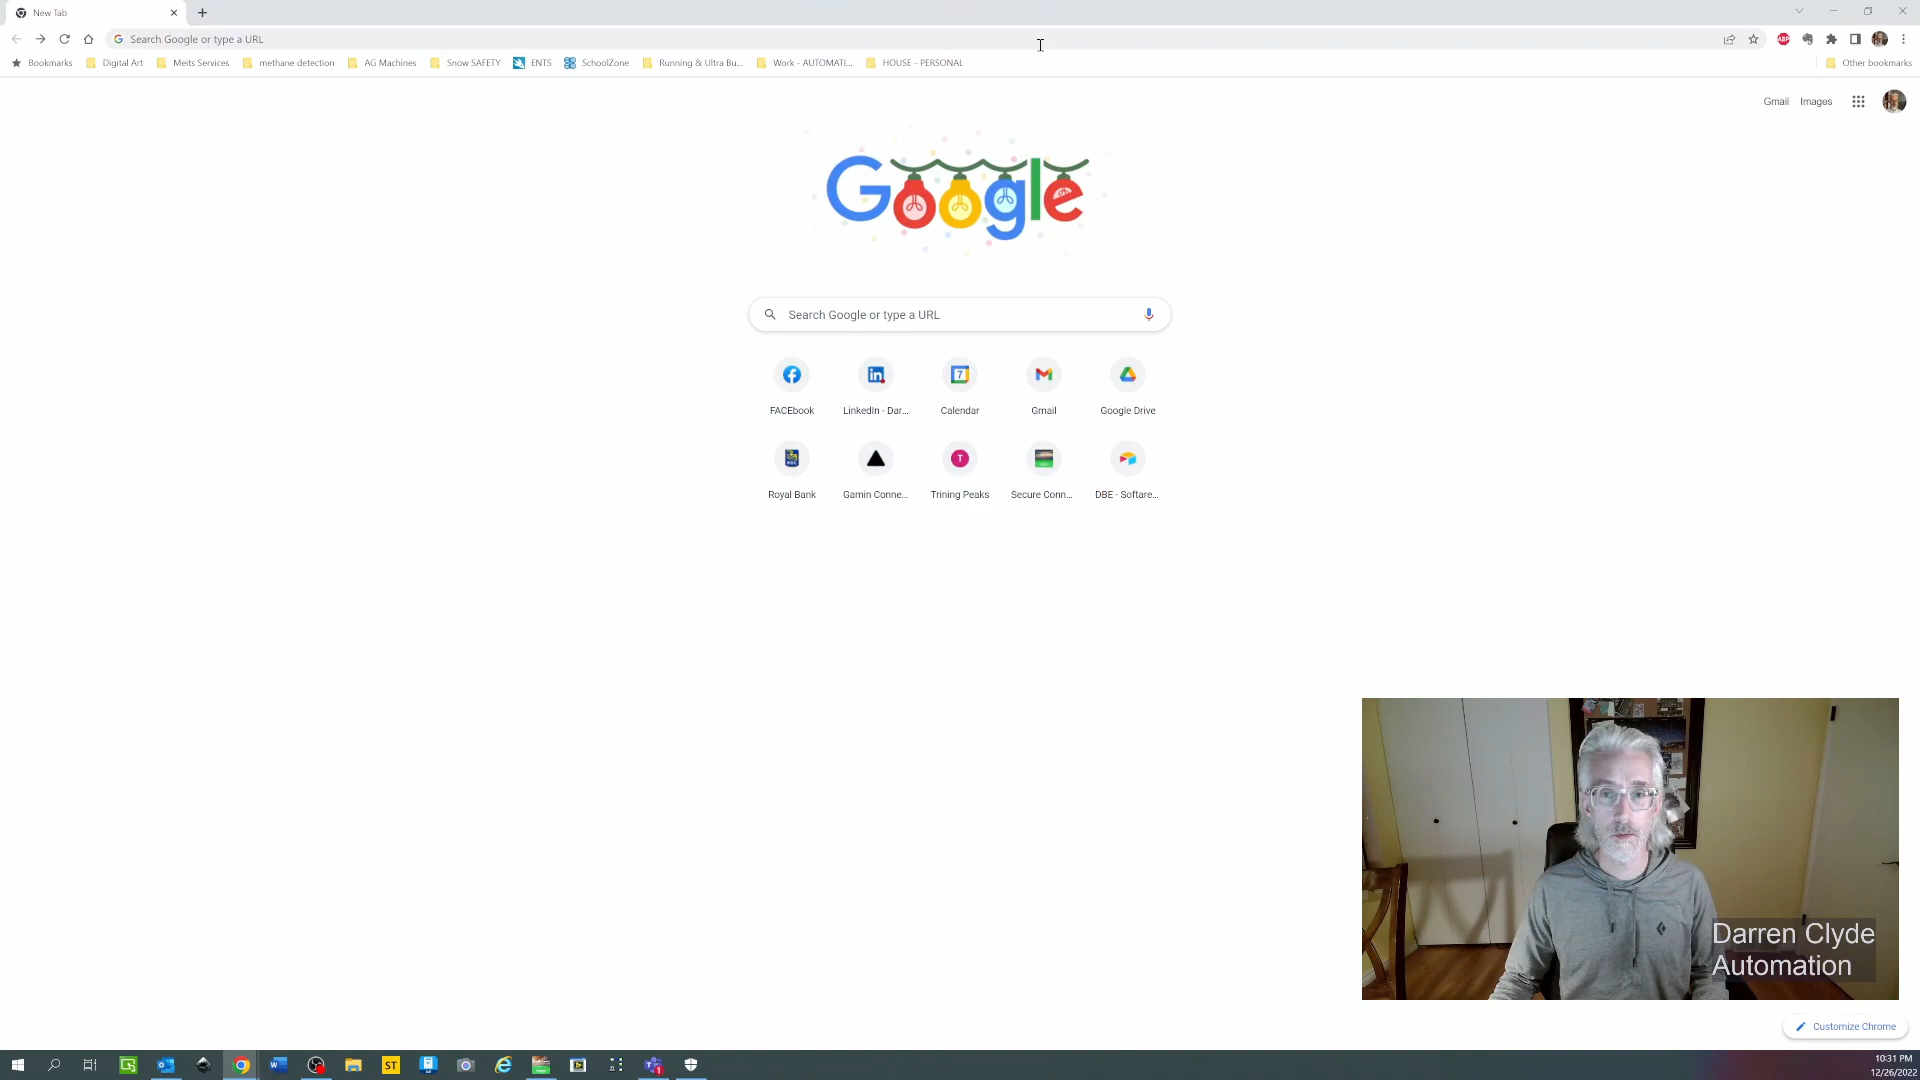 New Tab
Search Google or type a URL
Bookmarks Digital Art Meits Services methane detection AG Machines Snow SAFETY ENTS SchoolZone Running & Ultra Bu... Work - AUTOMATI... HOUSE - PERSONAL Other bookmarks
Gmail Images
Google
Search Google or type a URL
FACEbook LinkedIn - Dar... Calendar Gmail Google Drive
Royal Bank Gamin Conne... Trining Peaks Secure Conn... DBE - Softare...
Darren Clyde
Automation
Customize Chrome
10:31 PM
12/26/2022